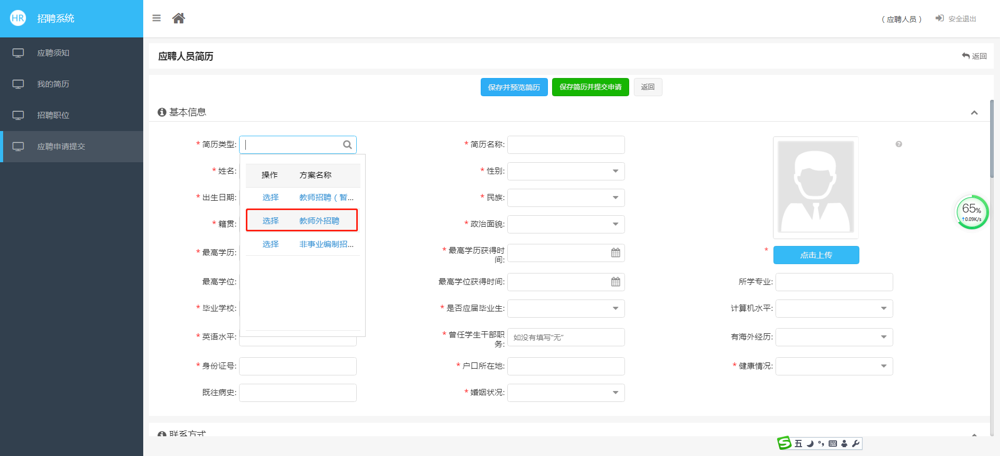 HR 招聘系统
(应聘人员) 安全退出
应聘须知
我的简历
招聘职位
应聘申请提交
应聘人员简历
返回
保存并预览简历 保存简历并提交申请 返回
基本信息
* 简历类型: * 简历名称:
操作 方案名称
选择 教师招聘（暂...
选择 教师外招聘
选择 非事业编制招...
* 姓名: * 性别:
* 出生日期: * 民族:
* 籍贯: * 政治面貌:
* 最高学历: * 最高学历获得时
间:
* 点击上传
最高学位: 最高学位获得时间: 所学专业:
* 毕业学校: * 是否应届毕业生: 计算机水平:
* 英语水平: * 曾任学生干部职
务: 如没有填写“无” 有海外经历:
* 身份证号: * 户口所在地: * 健康情况:
既往病史: * 婚姻状况:
65%
↑0.09K/s
联系方式
S 五